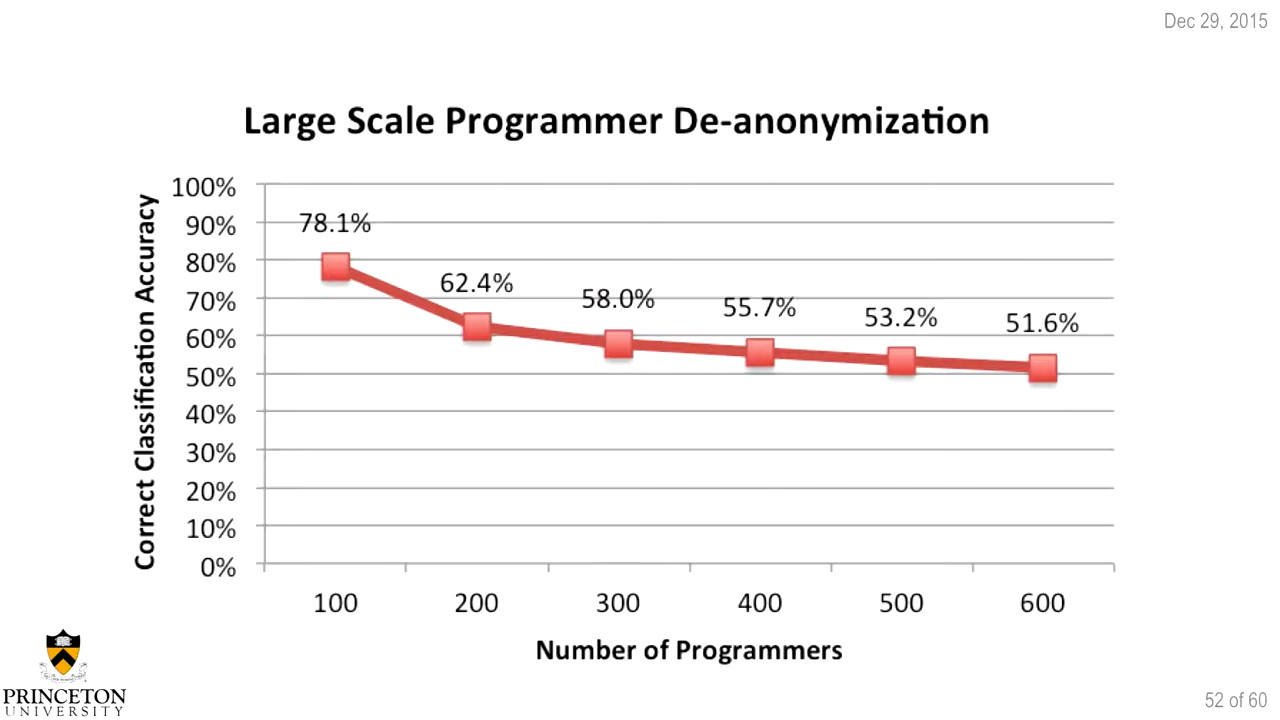 Dec 29, 2015
Large Scale Programmer De-anonymization
Correct Classification Accuracy
100%
90%
80%
70%
60%
50%
40%
30%
20%
10%
0%
78.1%
62.4%
58.0%
55.7%
53.2%
51.6%
100 200 300 400 500 600
Number of Programmers
PRINCETON
UNIVERSITY
52 of 60